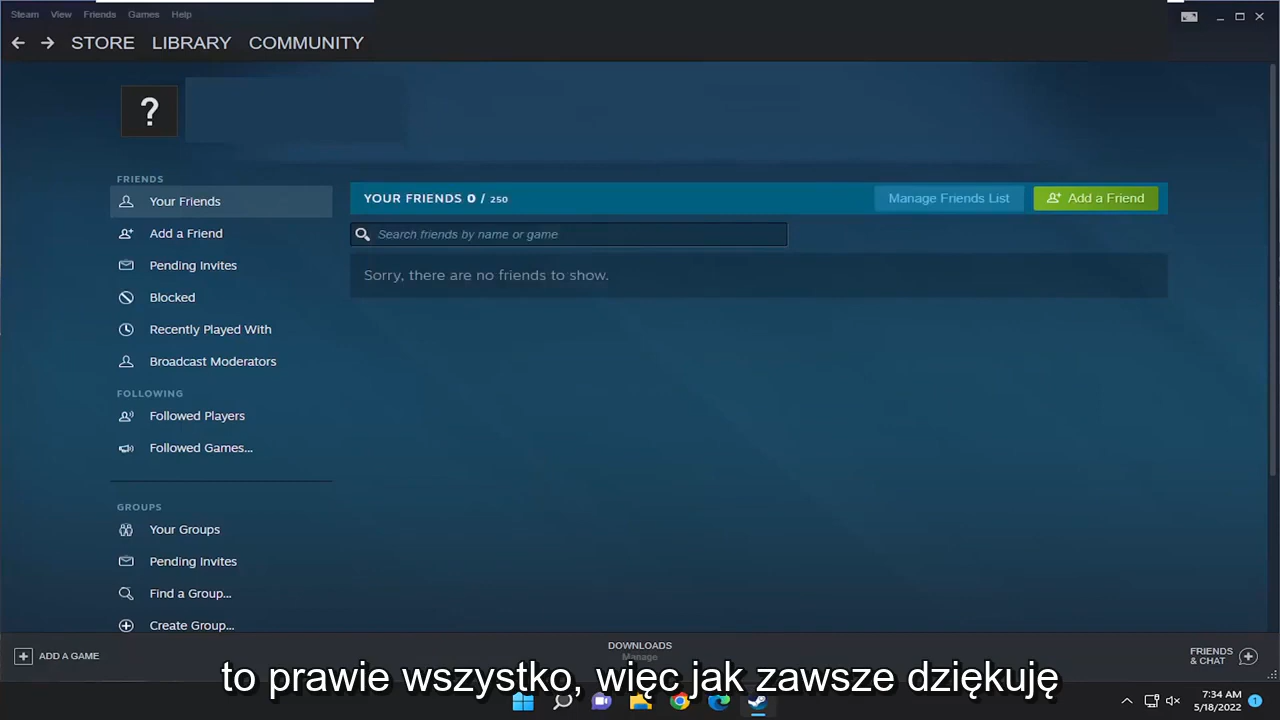 Steam View Friends Games Help
STORE LIBRARY COMMUNITY
?
FRIENDS
Your Friends
Add a Friend
Pending Invites
Blocked
Recently Played With
Broadcast Moderators
FOLLOWING
Followed Players
Followed Games...
GROUPS
Your Groups
Pending Invites
Find a Group...
Create Group...
YOUR FRIENDS 0 / 250
Manage Friends List
Add a Friend
Search friends by name or game
Sorry, there are no friends to show.
ADD A GAME
DOWNLOADS
Manage
FRIENDS
& CHAT
to prawie wszystko, więc jak zawsze dziękuję
7:34 AM
5/18/2022
1